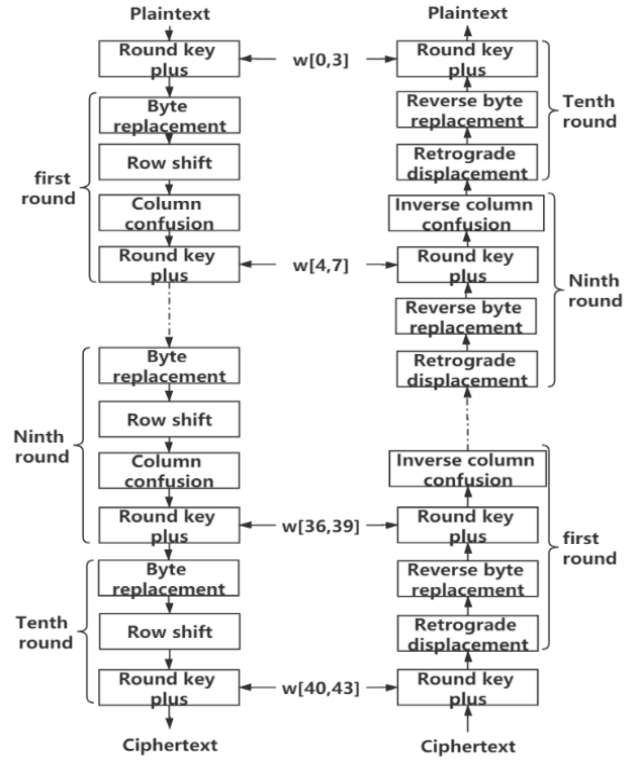 Plaintext
Round key
plus
Byte
replacement
Row shift
Column
confusion
Round key
plus
first
round
Byte
replacement
Row shift
Column
confusion
Round key
plus
Ninth
round
Byte
replacement
Row shift
Round key
plus
Tenth
round
Ciphertext
w[0,3]
w[4,7]
w[36,39]
w[40,43]
Plaintext
Round key
plus
Reverse byte
replacement
Retrograde
displacement
Tenth
round
Inverse column
confusion
Round key
plus
Reverse byte
replacement
Retrograde
displacement
Ninth
round
Inverse column
confusion
Round key
plus
Reverse byte
replacement
Retrograde
displacement
first
round
Round key
plus
Ciphertext